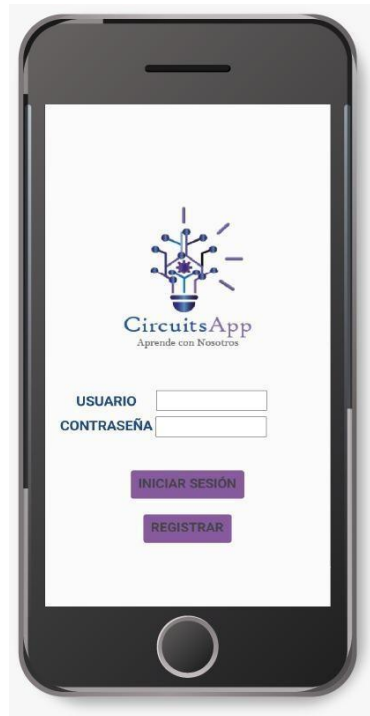 CircuitsApp
Aprende con Nosotros
USUARIO
CONTRASEÑA
INICIAR SESIÓN
REGISTRAR